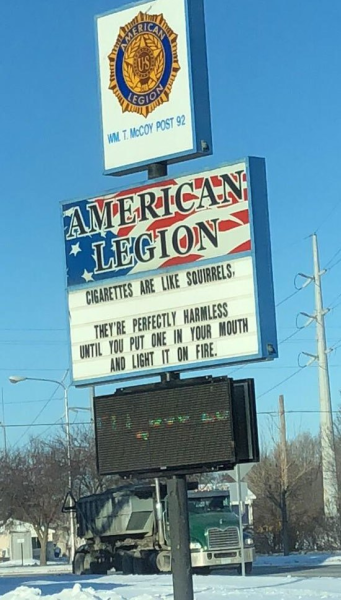 AMERICAN
US
LEGION
WM. T. McCOY POST 92
AMERICAN
LEGION
CIGARETTES ARE LIKE SQUIRRELS,
THEY'RE PERFECTLY HARMLESS
UNTIL YOU PUT ONE IN YOUR MOUTH
AND LIGHT IT ON FIRE.